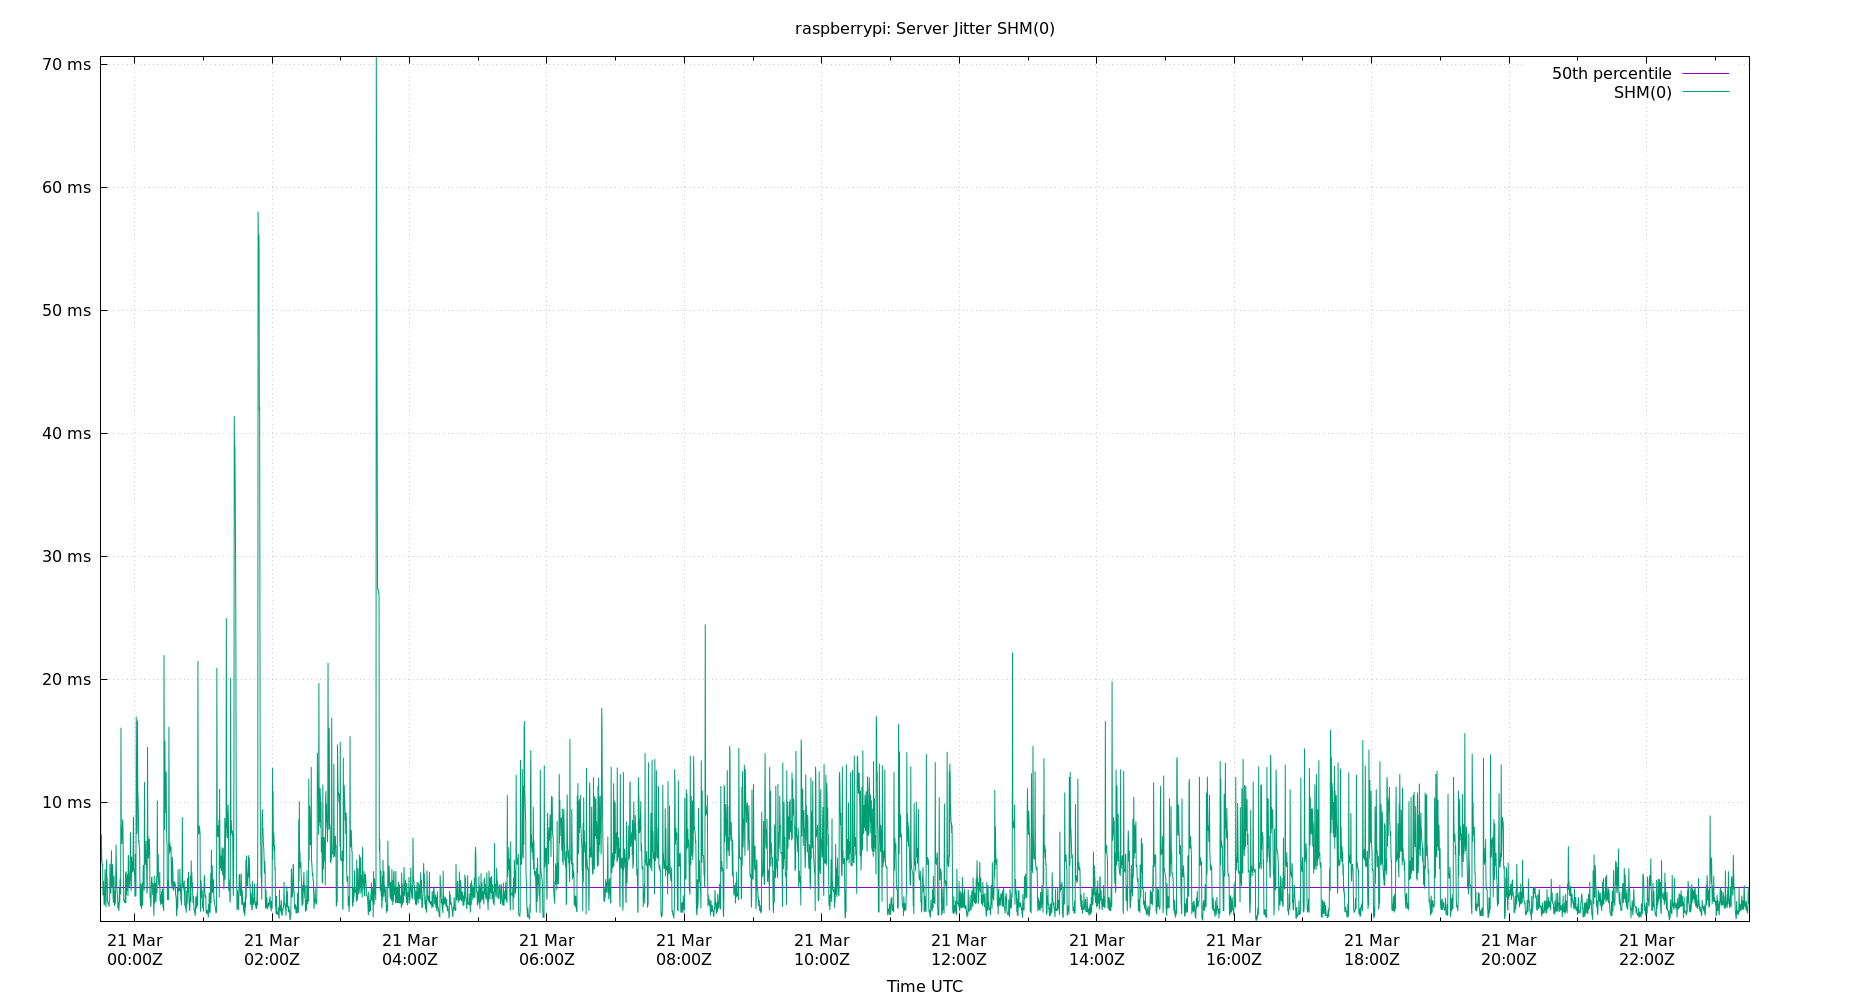 raspberrypi: Server Jitter SHM(0)
50th percentile
SHM(0)
70 ms
60 ms
50 ms
40 ms
30 ms
20 ms
10 ms
21 Mar 21 Mar 21 Mar 21 Mar 21 Mar 21 Mar 21 Mar 21 Mar 21 Mar 21 Mar 21 Mar 21 Mar
00:00Z 02:00Z 04:00Z 06:00Z 08:00Z 10:00Z 12:00Z 14:00Z 16:00Z 18:00Z 20:00Z 22:00Z
Time UTC